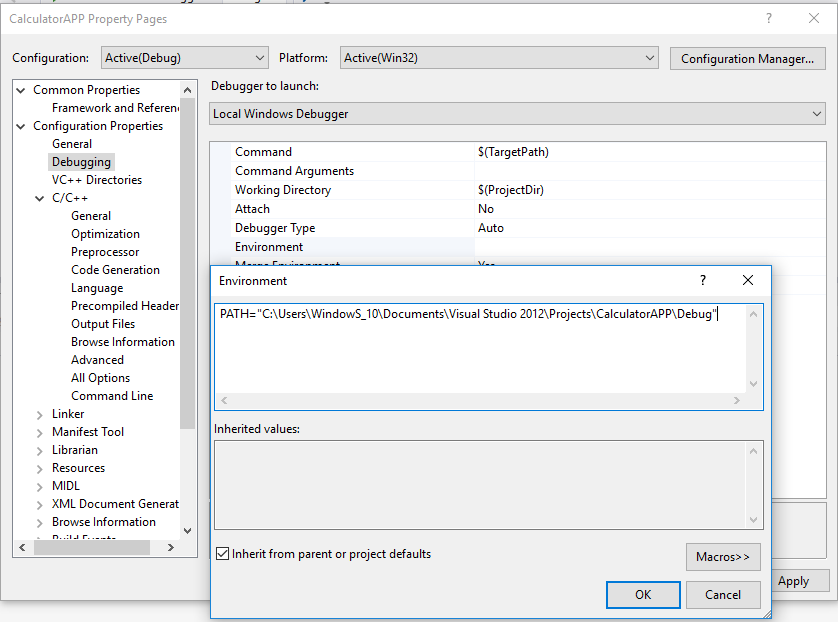 CalculatorAPP Property Pages
Configuration: Active(Debug) Platform: Active(Win32) Configuration Manager...
Common Properties
Framework and Referen
Configuration Properties
General
Debugging
VC++ Directories
C/C++
General
Optimization
Preprocessor
Code Generation
Language
Precompiled Header
Output Files
Browse Information
Advanced
All Options
Command Line
Linker
Manifest Tool
Librarian
Resources
MIDL
XML Document Generat
Browse Information
Build Events
Debugger to launch:
Local Windows Debugger
Command $(TargetPath)
Command Arguments
Working Directory $(ProjectDir)
Attach No
Debugger Type Auto
Environment
Merge Environment Yes
Environment
PATH="C:\Users\WindowS_10\Documents\Visual Studio 2012\Projects\CalculatorAPP\Debug"
Inherited values:
Inherit from parent or project defaults
Macros>>
OK Cancel
Apply